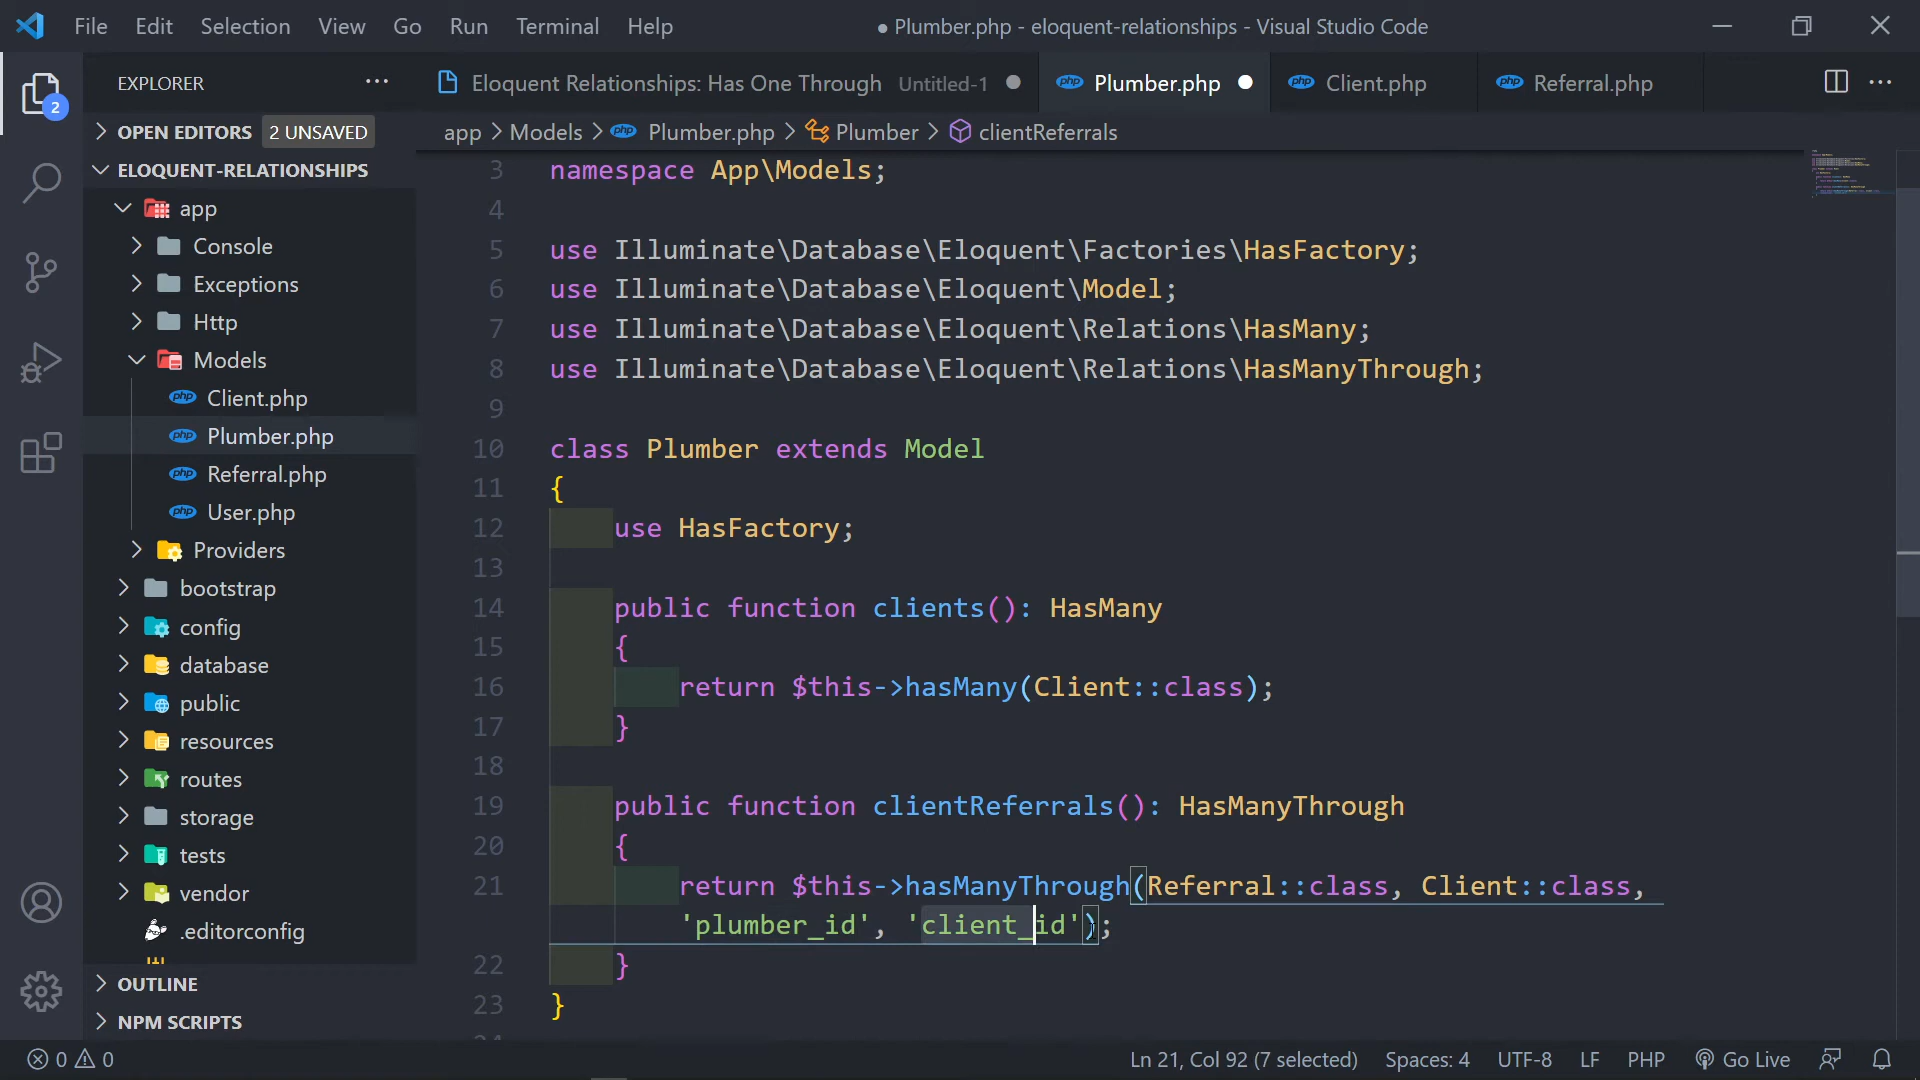 File Edit Selection View Go Run Terminal Help ● Plumber.php - eloquent-relationships - Visual Studio Code
EXPLORER ···
Eloquent Relationships: Has One Through Untitled-1 ● Plumber.php ● Client.php Referral.php
OPEN EDITORS 2 UNSAVED
app > Models > Plumber.php > Plumber > clientReferrals
ELOQUENT-RELATIONSHIPS
app
Console
Exceptions
Http
Models
Client.php
Plumber.php
Referral.php
User.php
Providers
bootstrap
config
database
public
resources
routes
storage
tests
vendor
.editorconfig
OUTLINE
NPM SCRIPTS
3 namespace App\Models;
4
5 use Illuminate\Database\Eloquent\Factories\HasFactory;
6 use Illuminate\Database\Eloquent\Model;
7 use Illuminate\Database\Eloquent\Relations\HasMany;
8 use Illuminate\Database\Eloquent\Relations\HasManyThrough;
9
10 class Plumber extends Model
11 {
12 use HasFactory;
13
14 public function clients(): HasMany
15 {
16 return $this->hasMany(Client::class);
17 }
18
19 public function clientReferrals(): HasManyThrough
20 {
21 return $this->hasManyThrough(Referral::class, Client::class,
'plumber_id', 'client_id');
22 }
23 }
2
0 0 Ln 21, Col 92 (7 selected) Spaces: 4 UTF-8 LF PHP Go Live